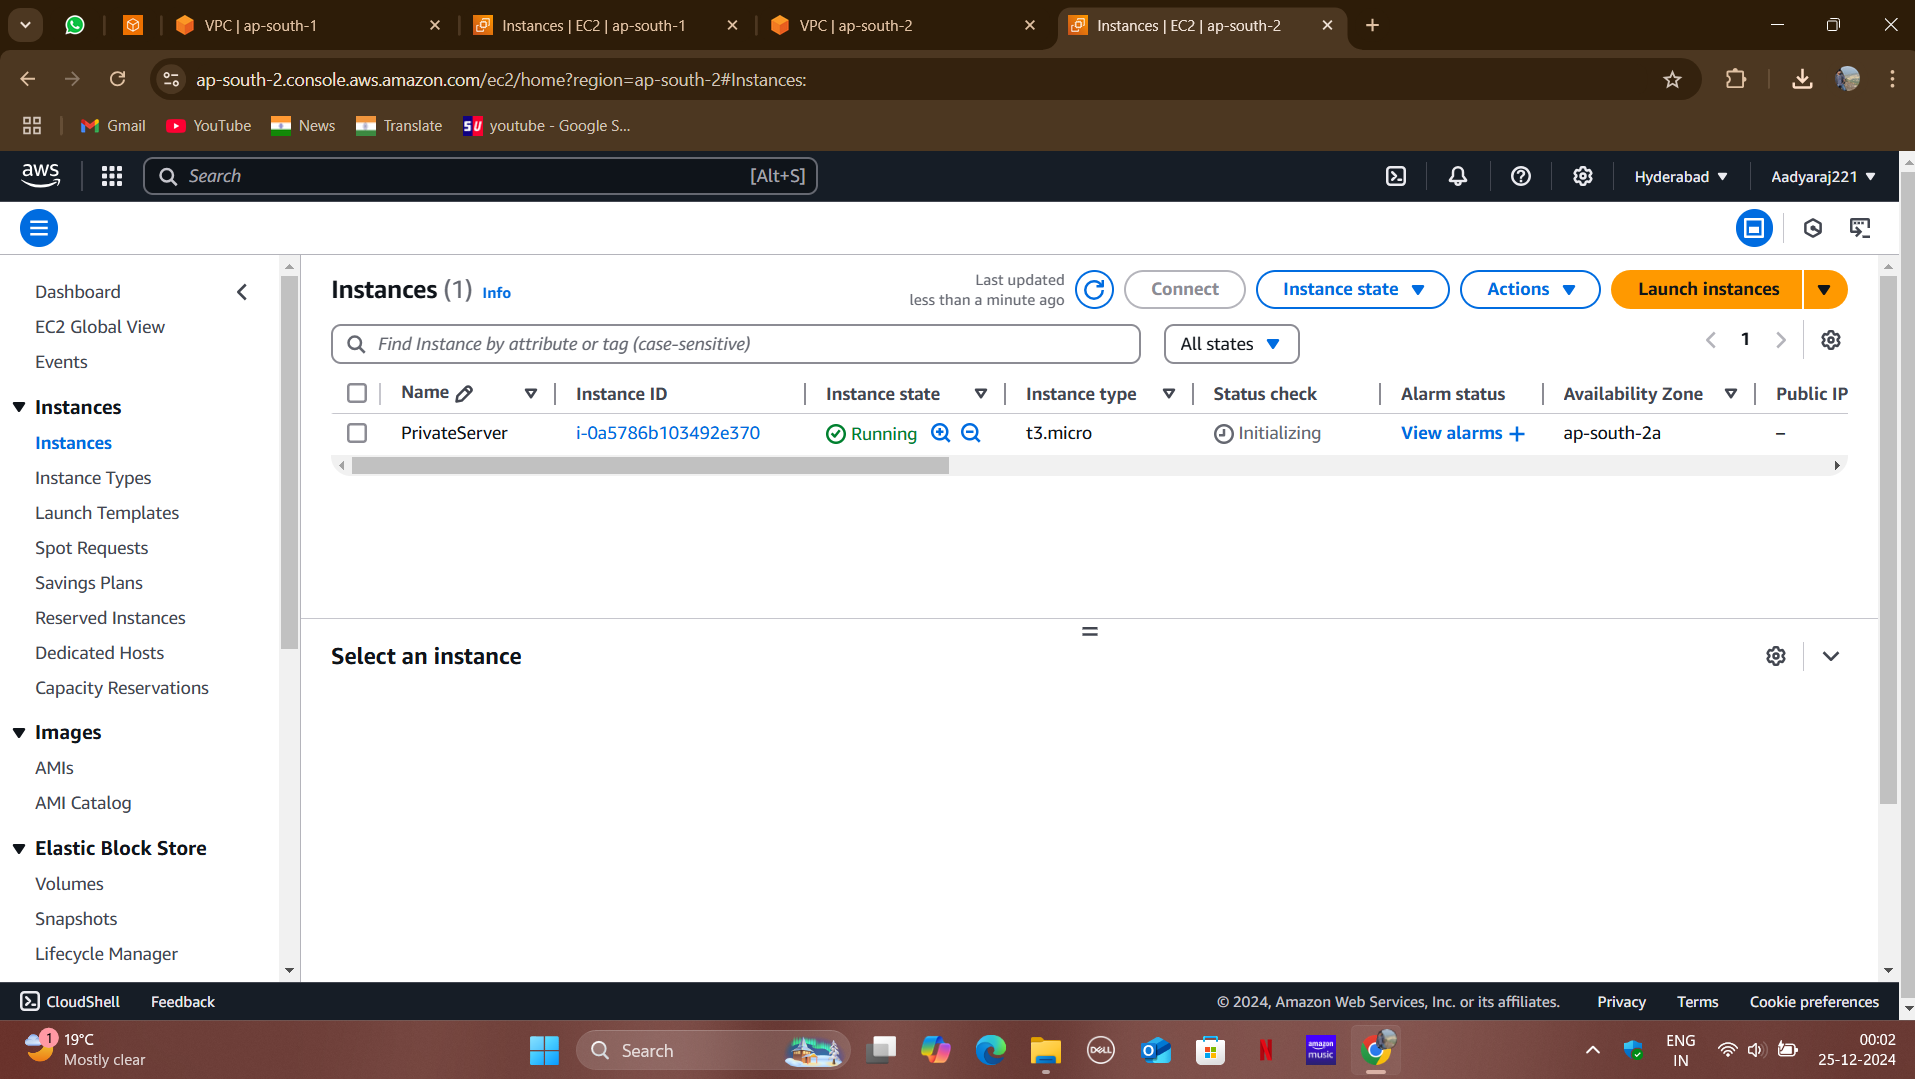 VPC | ap-south-1
Instances | EC2 | ap-south-1
VPC | ap-south-2
Instances | EC2 | ap-south-2
ap-south-2.console.aws.amazon.com/ec2/home?region=ap-south-2#Instances:
Gmail
YouTube
News
Translate
SU
youtube - Google S...
aws
Search
[Alt+S]
Hyderabad
Aadyaraj221
Dashboard
EC2 Global View
Events
Instances
Instances
Instance Types
Launch Templates
Spot Requests
Savings Plans
Reserved Instances
Dedicated Hosts
Capacity Reservations
Images
AMIs
AMI Catalog
Elastic Block Store
Volumes
Snapshots
Lifecycle Manager
Instances (1) Info
Last updated
less than a minute ago
Connect
Instance state
Actions
Launch instances
Find Instance by attribute or tag (case-sensitive)
All states
1
Name
Instance ID
Instance state
Instance type
Status check
Alarm status
Availability Zone
Public IP
PrivateServer
i-0a5786b103492e370
Running
t3.micro
Initializing
View alarms +
ap-south-2a
–
Select an instance
CloudShell
Feedback
© 2024, Amazon Web Services, Inc. or its affiliates.
Privacy
Terms
Cookie preferences
1
19°C
Mostly clear
Search
DELL
N
amazon music
ENG
IN
00:02
25-12-2024